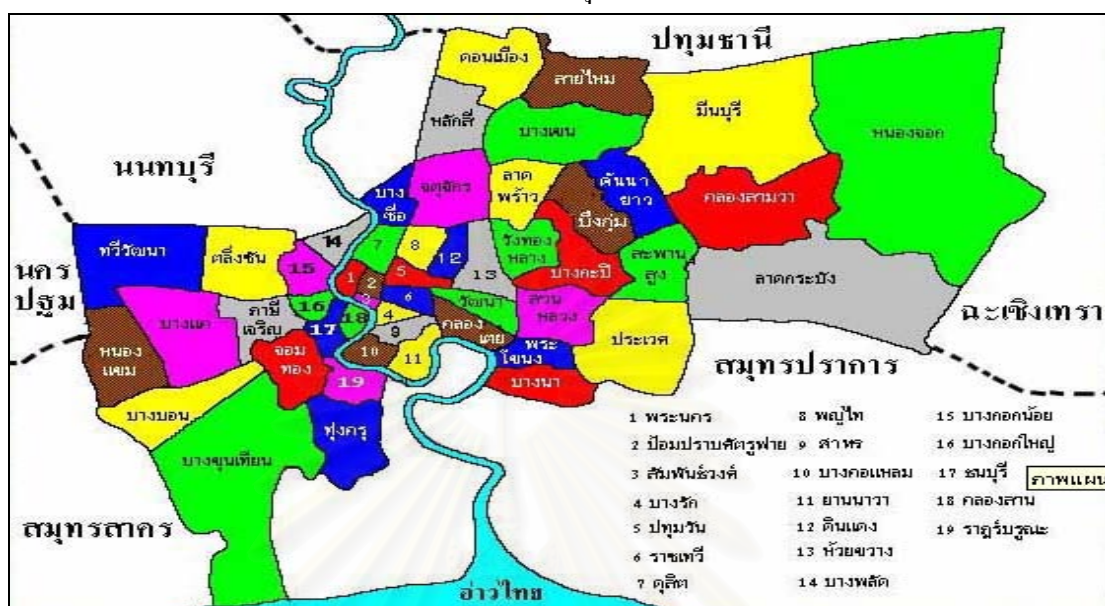 ปทุมธานี
ดอนเมือง
สายไหม
มีนบุรี
หนองจอก
หลักสี่
บางเขน
นนทบุรี
บาง
ซื่อ
จตุจักร
ลาด
พร้าว
บึงกุ่ม
คันนา
ยาว
คลองสามวา
ทวีวัฒนา
ตลิ่งชัน
14
7
8
12
13
วังทอง
หลาง
บางกะปิ
สะพาน
สูง
ลาดกระบัง
นคร
ปฐม
15
1
2
5
6
3
4
วัฒนา
สวน
หลวง
ฉะเชิงเทรา
บางแค
ภาษี
เจริญ
16
17
18
9
10
11
คลอง
เตย
พระ
โขนง
ประเวศ
สมุทรปราการ
หนอง
แขม
จอม
ทอง
19
บางนา
บางบอน
ทุ่งครุ
บางขุนเทียน
สมุทรสาคร
อ่าวไทย
1 พระนคร
2 ป้อมปราบศัตรูพ่าย
3 สัมพันธ์วงศ์
4 บางรัก
5 ปทุมวัน
6 ราชเทวี
7 ดุสิต
8 พญไท
9 สาทร
10 บางคอแหลม
11 ยานนาวา
12 ดินแดง
13 ห้วยขวาง
14 บางพลัด
15 บางกอกน้อย
16 บางกอกใหญ่
17 ธนบุรี
18 คลองสาน
19 ราฎร์บูรณะ
ภาพแผน